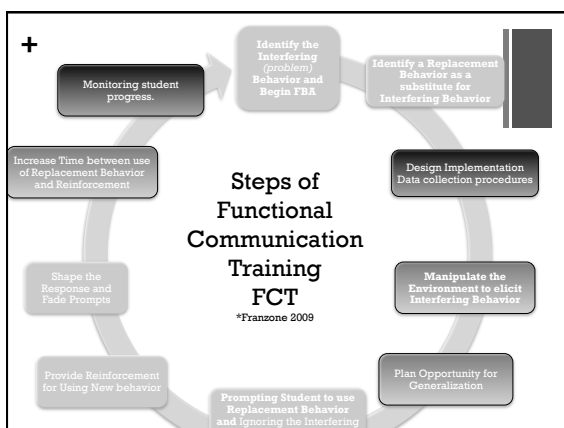 +
Identify the
Interfering
(problem)
Behavior and
Begin FBA
Identify a Replacement
Behavior as a
substitute for
Interfering Behavior
Design Implementation
Data collection procedures
Manipulate the
Environment to elicit
Interfering Behavior
Plan Opportunity for
Generalization
Prompting Student to use
Replacement Behavior
and Ignoring the Interfering
Provide Reinforcement
for Using New behavior
Shape the
Response and
Fade Prompts
Increase Time between use
of Replacement Behavior
and Reinforcement
Monitoring student
progress.
Steps of
Functional
Communication
Training
FCT
*Franzone 2009